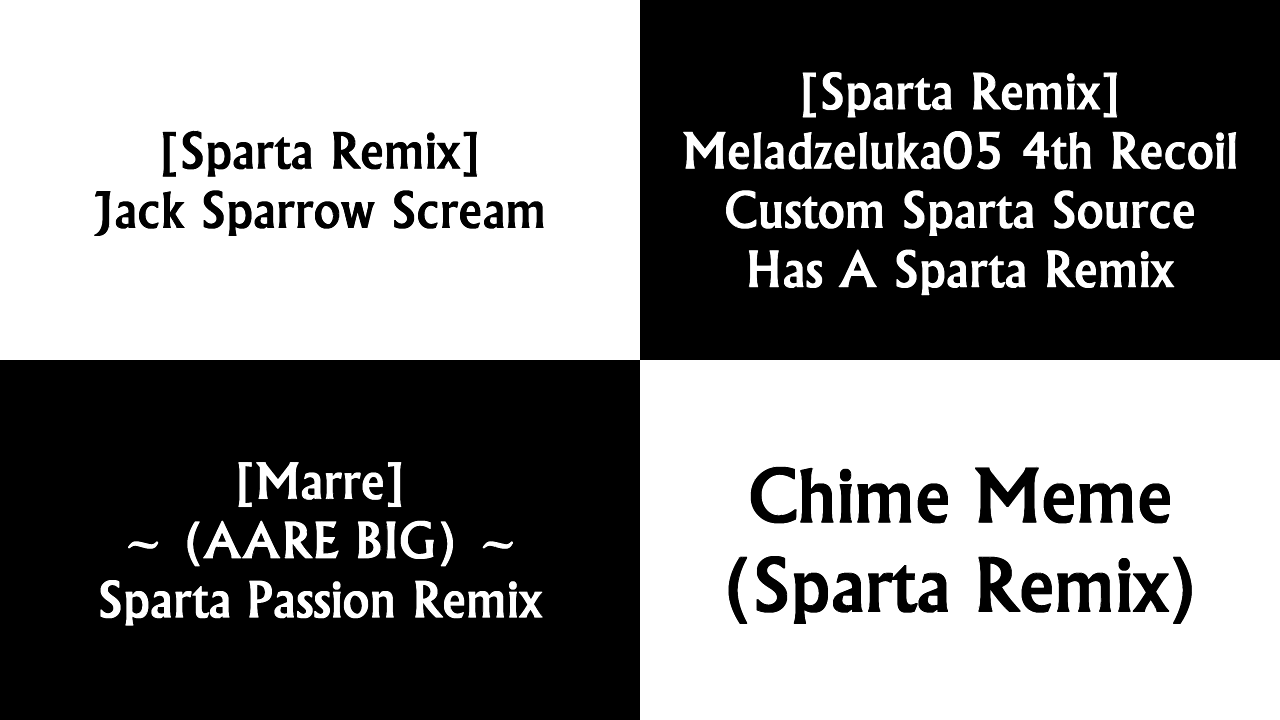 [Sparta Remix]
Jack Sparrow Scream
[Sparta Remix]
Meladzeluka05 4th Recoil
Custom Sparta Source
Has A Sparta Remix
[Marre]
~ (AARE BIG) ~
Sparta Passion Remix
Chime Meme
(Sparta Remix)